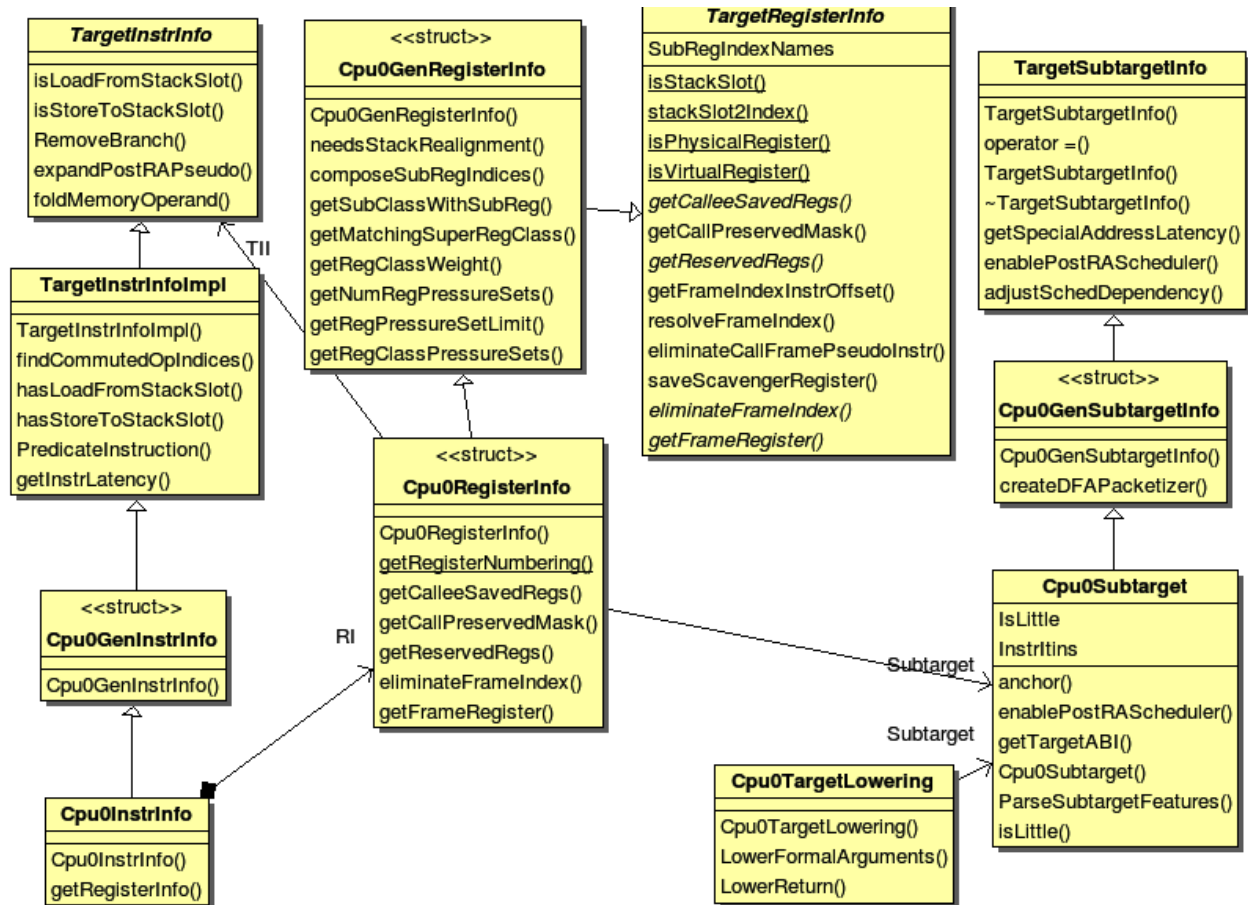 TargetInstrInfo
isLoadFromStackSlot()
isStoreToStackSlot()
RemoveBranch()
expandPostRAPseudo()
foldMemoryOperand()
<<struct>>
Cpu0GenRegisterInfo
Cpu0GenRegisterInfo()
needsStackRealignment()
composeSubRegIndices()
getSubClassWithSubReg()
getMatchingSuperRegClass()
getRegClassWeight()
getNumRegPressureSets()
getRegPressureSetLimit()
getRegClassPressureSets()
TargetRegisterInfo
SubRegIndexNames
isStackSlot()
stackSlot2Index()
isPhysicalRegister()
isVirtualRegister()
getCalleeSavedRegs()
getCallPreservedMask()
getReservedRegs()
getFrameIndexInstrOffset()
resolveFrameIndex()
eliminateCallFramePseudoInstr()
saveScavengerRegister()
eliminateFrameIndex()
getFrameRegister()
TargetSubtargetInfo
TargetSubtargetInfo()
operator =()
TargetSubtargetInfo()
~TargetSubtargetInfo()
getSpecialAddressLatency()
enablePostRAScheduler()
adjustSchedDependency()
TII
TargetInstrInfoImpl
TargetInstrInfoImpl()
findCommutedOpIndices()
hasLoadFromStackSlot()
hasStoreToStackSlot()
PredicateInstruction()
getInstrLatency()
<<struct>>
Cpu0RegisterInfo
Cpu0RegisterInfo()
getRegisterNumbering()
getCalleeSavedRegs()
getCallPreservedMask()
getReservedRegs()
eliminateFrameIndex()
getFrameRegister()
<<struct>>
Cpu0GenSubtargetInfo
Cpu0GenSubtargetInfo()
createDFAPacketizer()
<<struct>>
Cpu0GenInstrInfo
Cpu0GenInstrInfo()
RI
Subtarget
Subtarget
Cpu0Subtarget
IsLittle
InstrItins
anchor()
enablePostRAScheduler()
getTargetABI()
Cpu0Subtarget()
ParseSubtargetFeatures()
isLittle()
Cpu0InstrInfo
Cpu0InstrInfo()
getRegisterInfo()
Cpu0TargetLowering
Cpu0TargetLowering()
LowerFormalArguments()
LowerReturn()